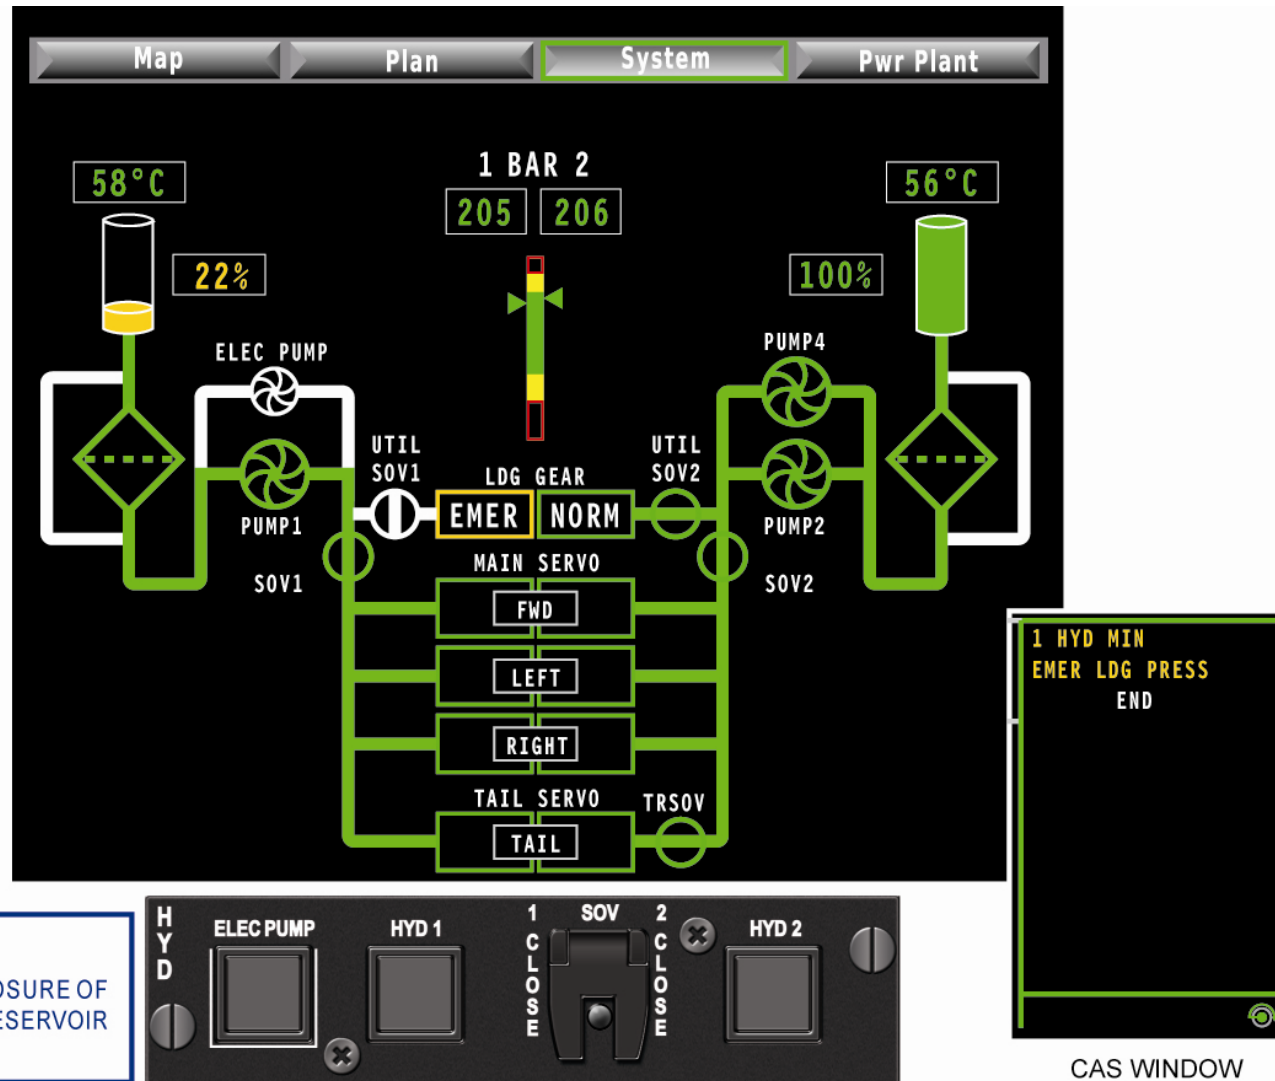 Map Plan System Pwr Plant
58°C
1 BAR 2
56°C
205 206
22%
100%
ELEC PUMP
PUMP4
UTIL
SOV1
UTIL
SOV2
LDG GEAR
EMER NORM
PUMP1
PUMP2
SOV1
MAIN SERVO
SOV2
FWD
LEFT
RIGHT
TAIL SERVO
TRSOV
TAIL
1 HYD MIN
EMER LDG PRESS
END
OSURE OF
ESERVOIR
HYD
ELEC PUMP
HYD 1
1 CLOSE
SOV
2 CLOSE
HYD 2
CAS WINDOW